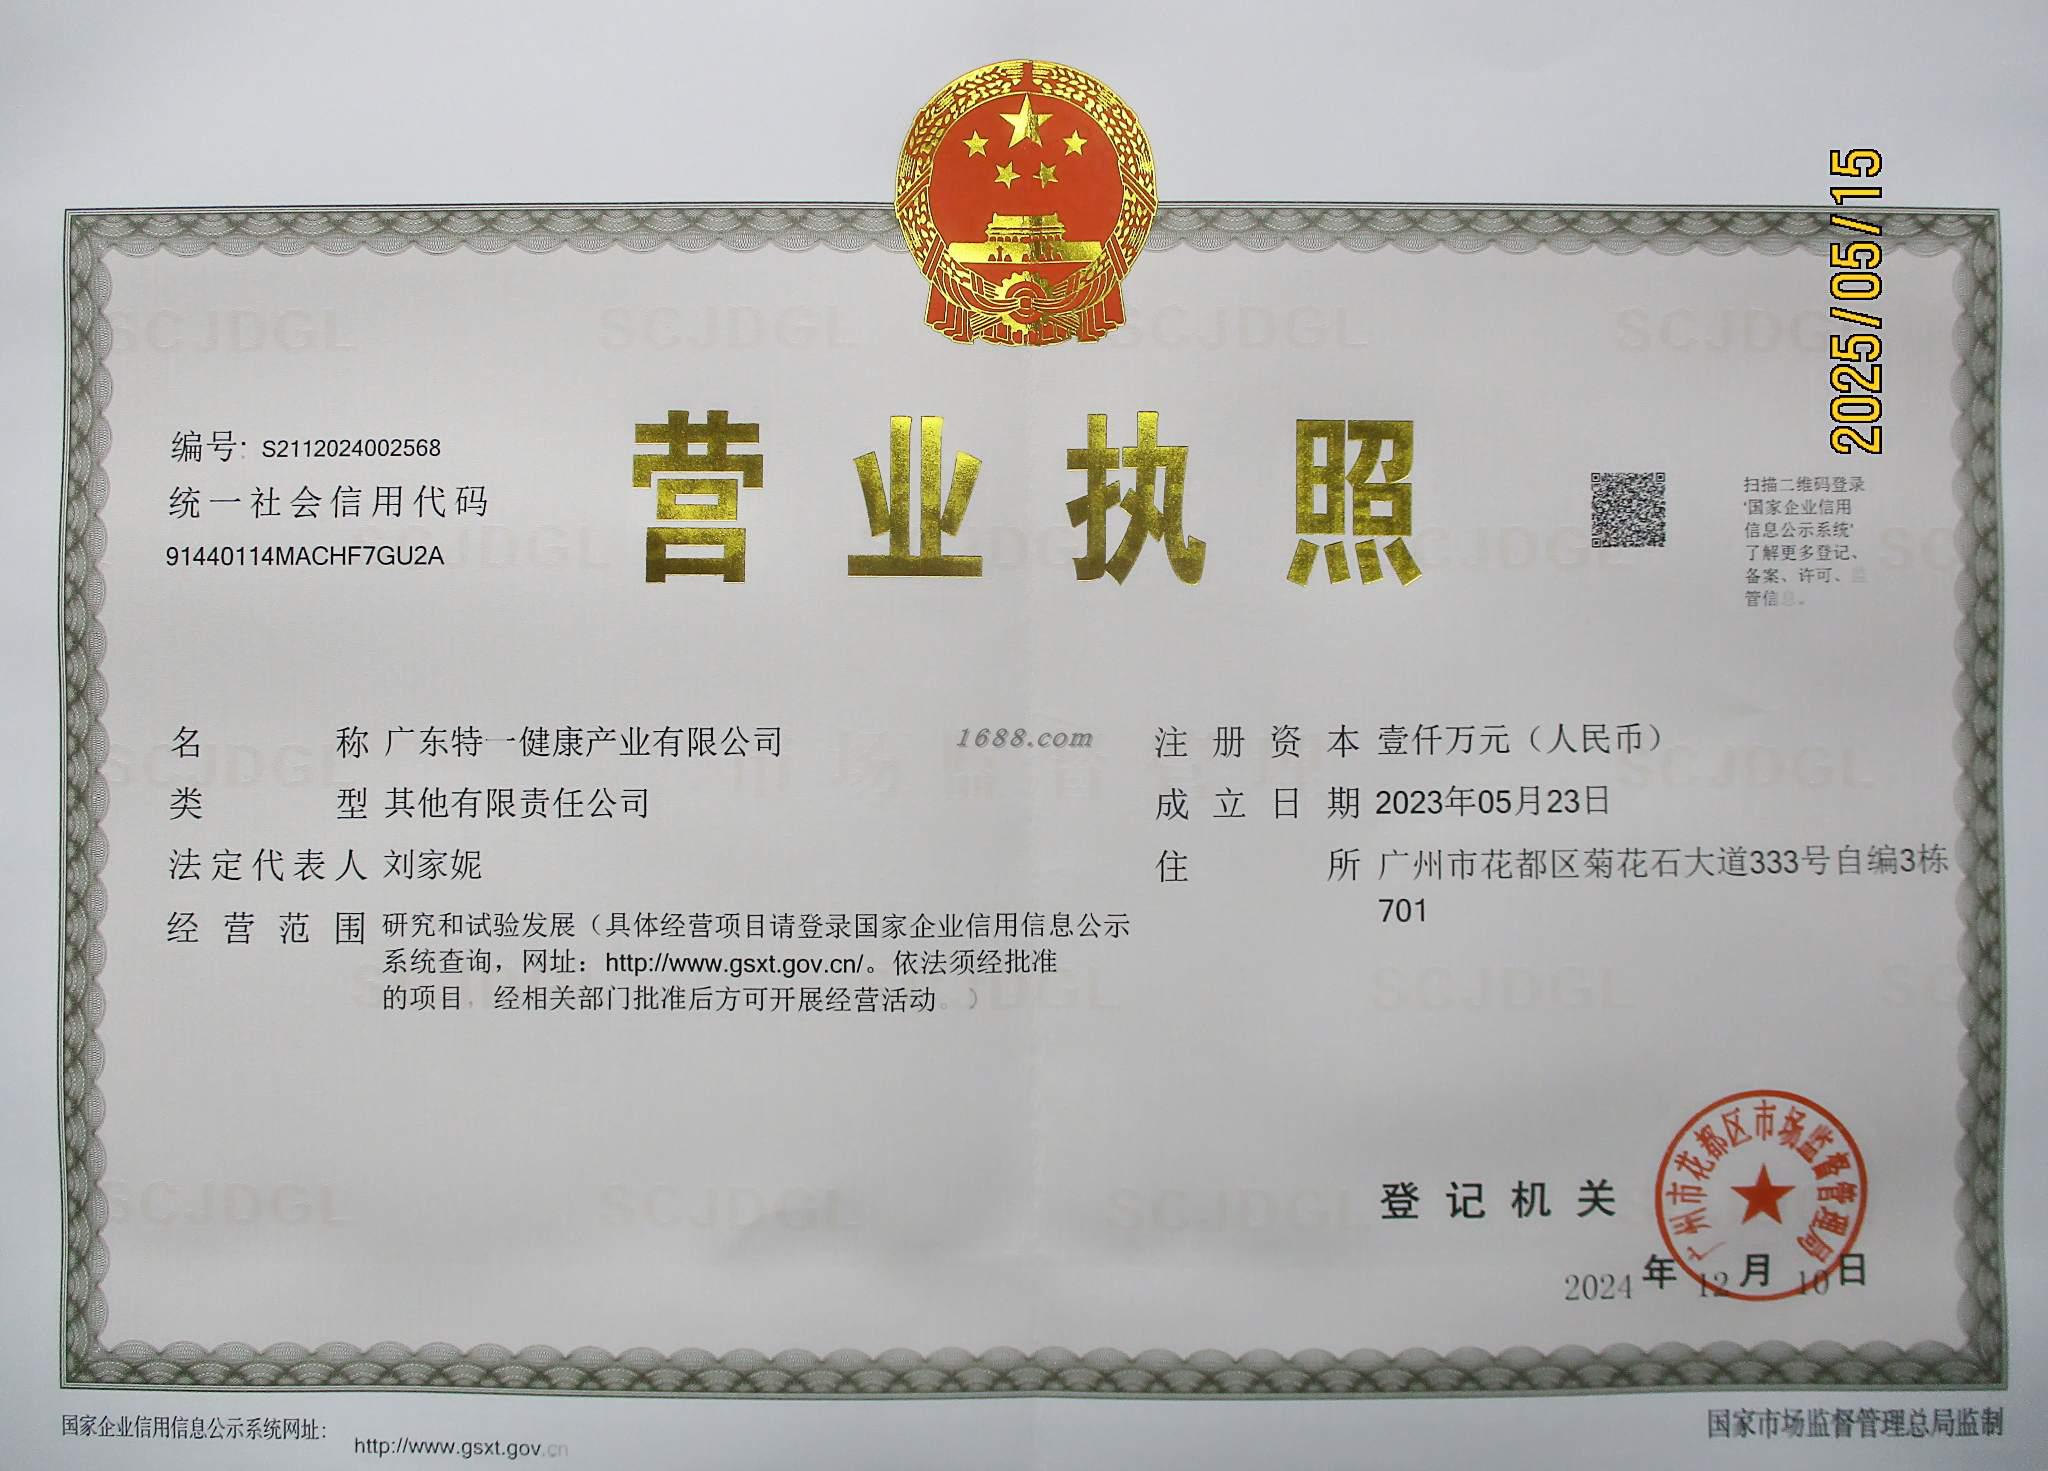 2025/05/15
营业执照
编号: S2112024002568
统一社会信用代码
91440114MACHF7GU2A
扫描二维码登录
'国家企业信用
信息公示系统'
了解更多登记、
备案、许可、监
管信息。
名称 广东特一健康产业有限公司
类型 其他有限责任公司
法定代表人 刘家妮
经营范围 研究和试验发展（具体经营项目请登录国家企业信用信息公示
系统查询，网址：http://www.gsxt.gov.cn/。依法须经批准
的项目，经相关部门批准后方可开展经营活动。）
1688.com
注册资本 壹仟万元（人民币）
成立日期 2023年05月23日
住所 广州市花都区菊花石大道333号自编3栋
701
登记机关
广州市花都区市场监督管理局
2024年12月10日
国家企业信用信息公示系统网址：
http://www.gsxt.gov.cn
国家市场监督管理总局监制
SCJDGL